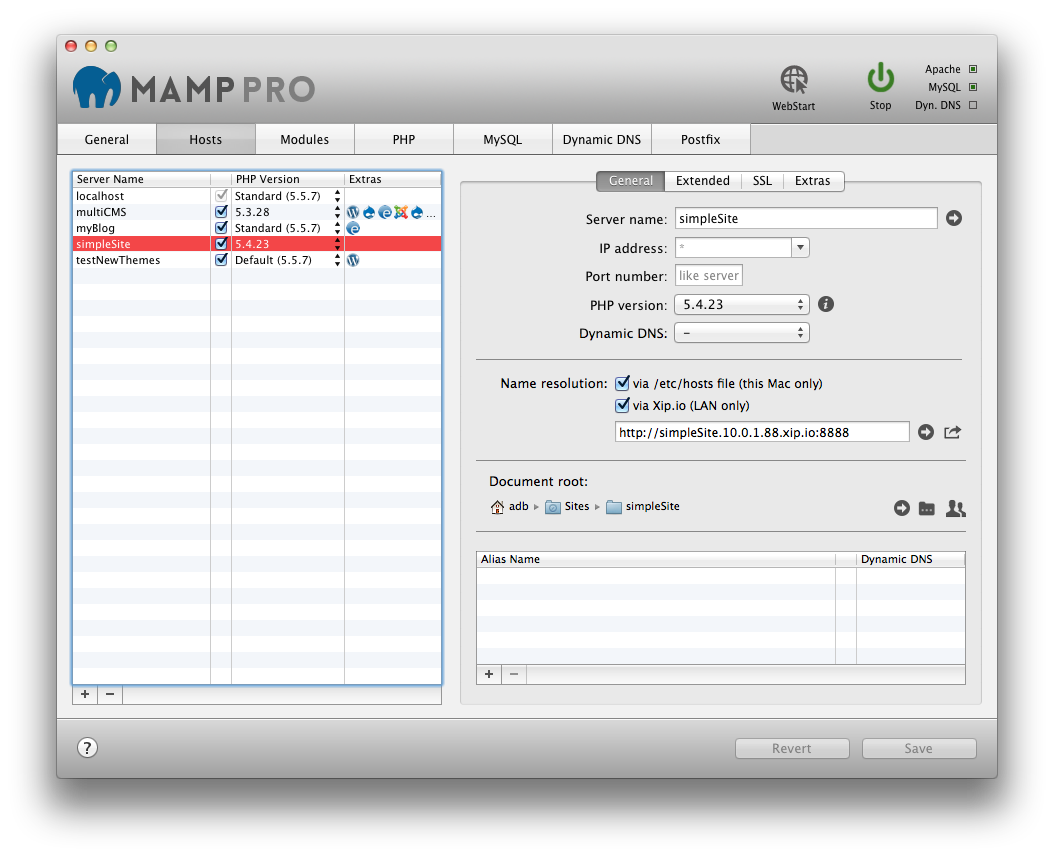 MAMP PRO
WebStart
Stop
Apache
MySQL
Dyn. DNS
General Hosts Modules PHP MySQL Dynamic DNS Postfix
Server Name PHP Version Extras
localhost Standard (5.5.7)
multiCMS 5.3.28 ...
myBlog Standard (5.5.7)
simpleSite 5.4.23
testNewThemes Default (5.5.7)
+ −
General Extended SSL Extras
Server name: simpleSite
IP address: *
Port number: like server
PHP version: 5.4.23
Dynamic DNS: –
Name resolution: via /etc/hosts file (this Mac only)
via Xip.io (LAN only)
http://simpleSite.10.0.1.88.xip.io:8888
Document root:
adb ▸ Sites ▸ simpleSite
Alias Name Dynamic DNS
+ −
? Revert Save